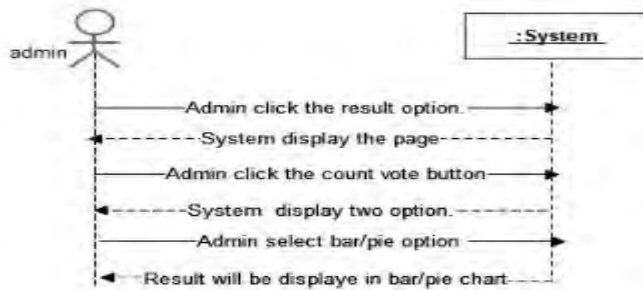 admin
:System
Admin click the result option.
System display the page
Admin click the count vote button
System display two option.
Admin select bar/pie option
Result will be displaye in bar/pie chart